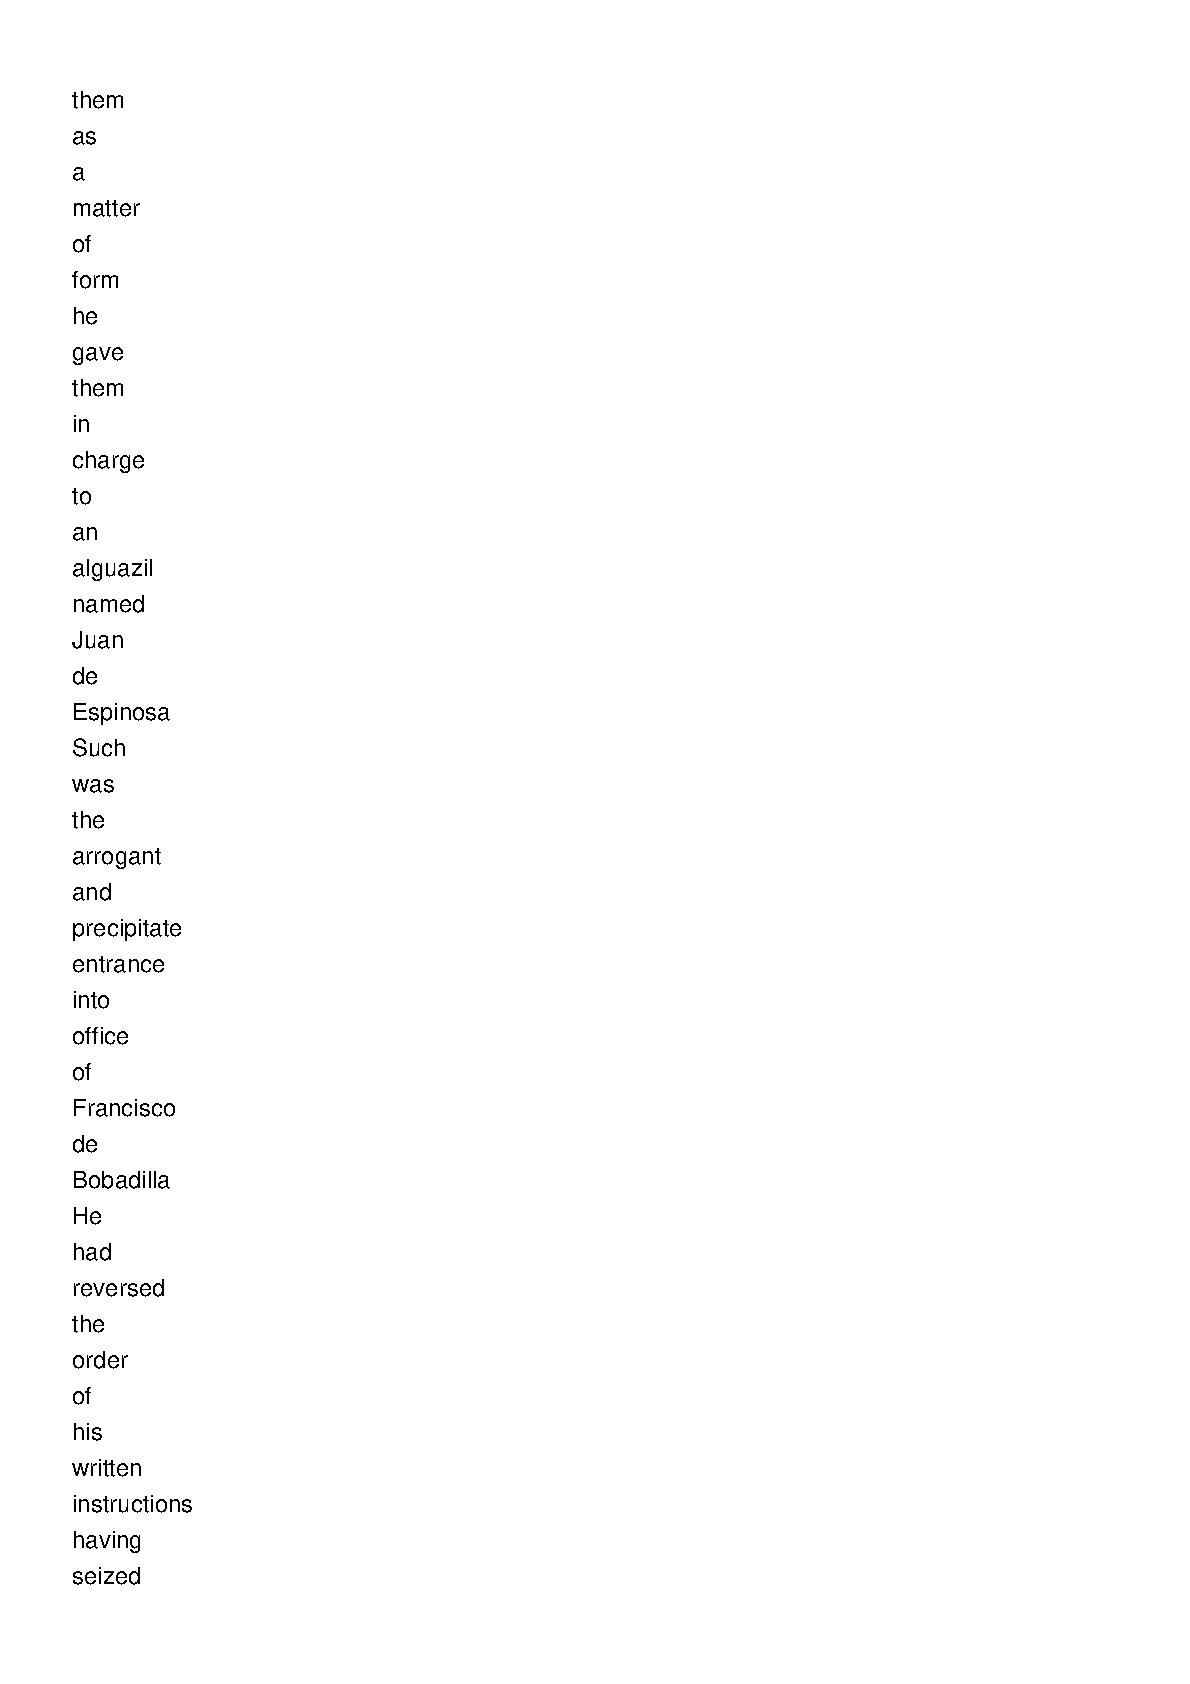 them
as
a
matter
of
form
he
gave
them
in
charge
to
an
alguazil
named
Juan
de
Espinosa
Such
was
the
arrogant
and
precipitate
entrance
into
office
of
Francisco
de
Bobadilla
He
had
reversed
the
order
of
his
written
instructions
having
seized